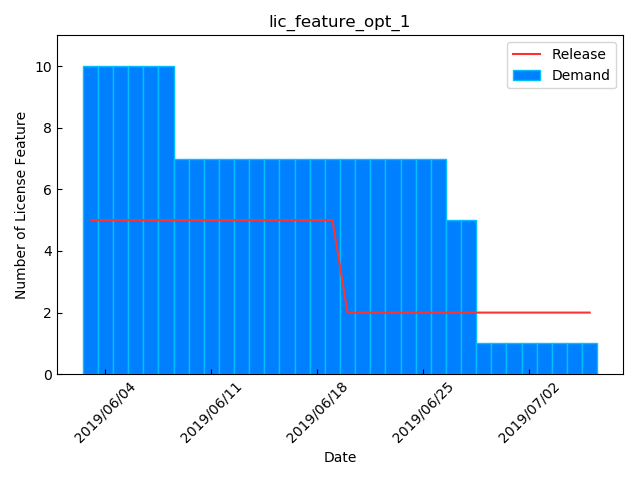 lic_feature_opt_1
Release
Demand
Number of License Feature
10
8
6
4
2
0
2019/06/04
2019/06/11
2019/06/18
2019/06/25
2019/07/02
Date